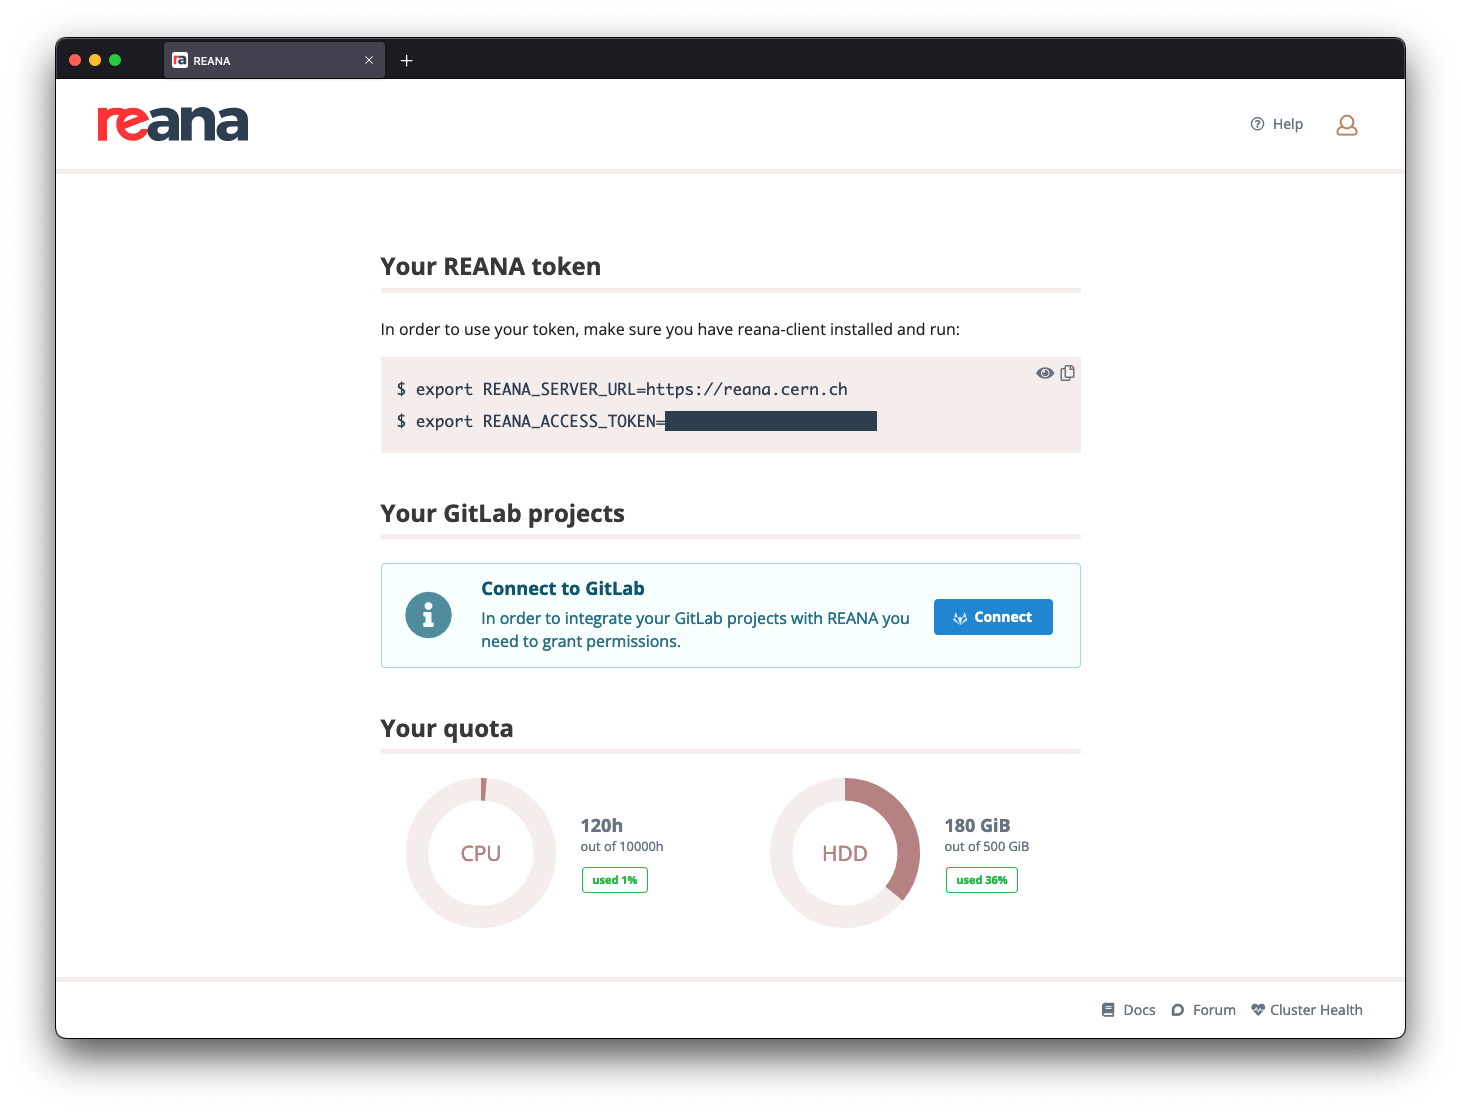 ra REANA
reana
Help
Your REANA token
In order to use your token, make sure you have reana-client installed and run:
$ export REANA_SERVER_URL=https://reana.cern.ch
$ export REANA_ACCESS_TOKEN=
Your GitLab projects
Connect to GitLab
In order to integrate your GitLab projects with REANA you
need to grant permissions.
Connect
Your quota
CPU
120h
out of 10000h
used 1%
HDD
180 GiB
out of 500 GiB
used 36%
Docs Forum Cluster Health